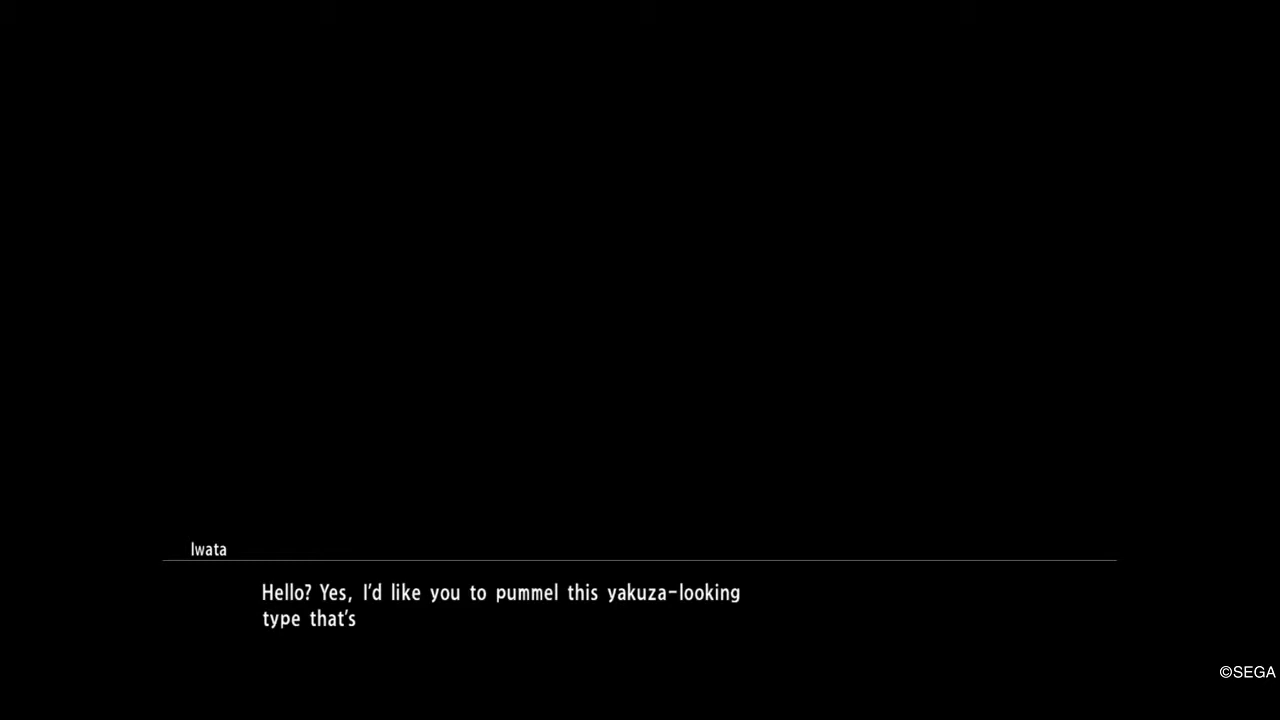 Iwata
Hello? Yes, I'd like you to pummel this yakuza-looking
type that's
©SEGA